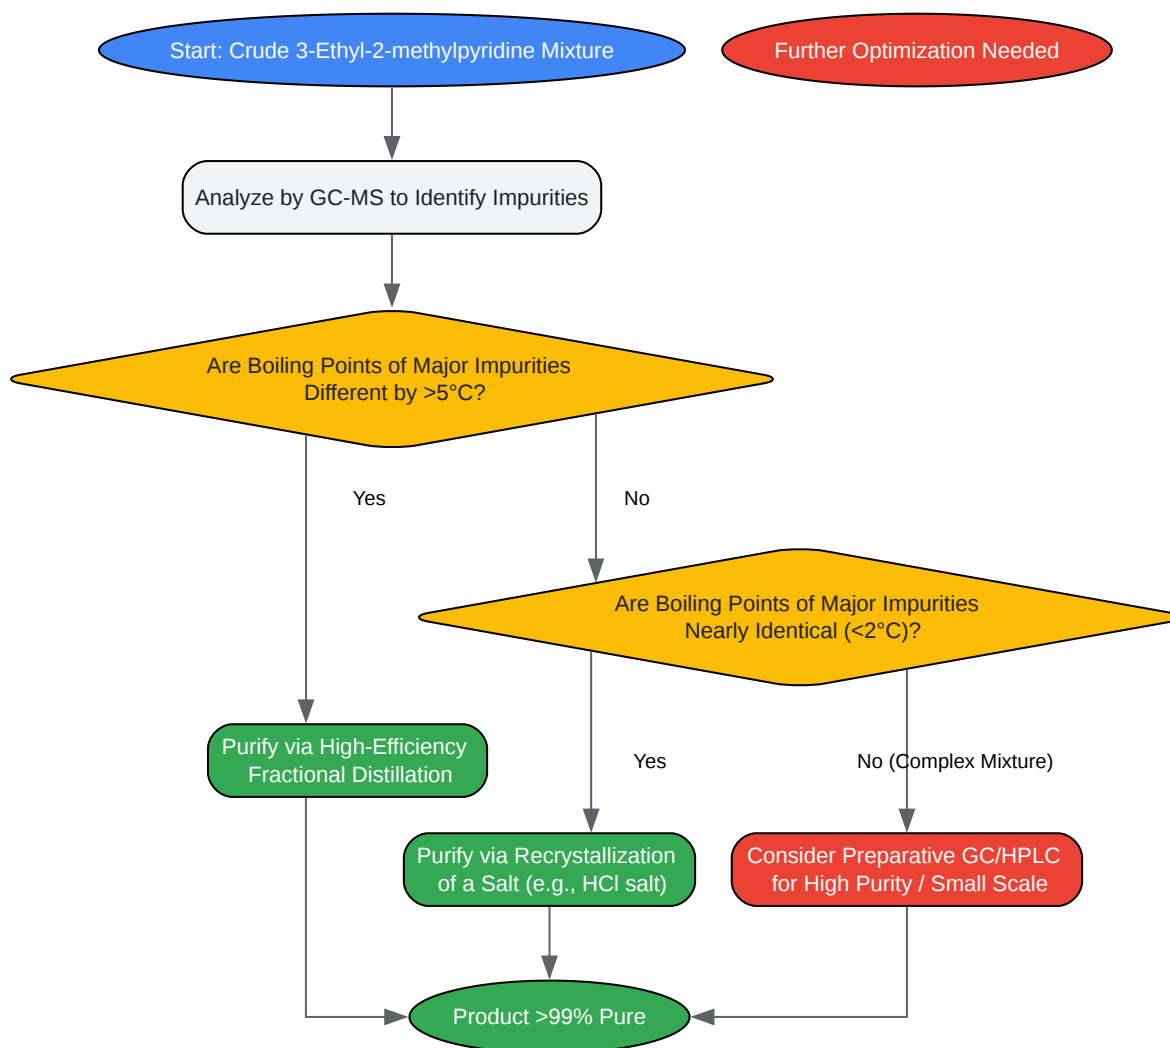 Start: Crude 3-Ethyl-2-methylpyridine Mixture
Further Optimization Needed
Analyze by GC-MS to Identify Impurities
Are Boiling Points of Major Impurities
Different by >5°C?
Yes
No
Are Boiling Points of Major Impurities
Nearly Identical (<2°C)?
Purify via High-Efficiency
Fractional Distillation
Yes
No (Complex Mixture)
Purify via Recrystallization
of a Salt (e.g., HCl salt)
Consider Preparative GC/HPLC
for High Purity / Small Scale
Product >99% Pure